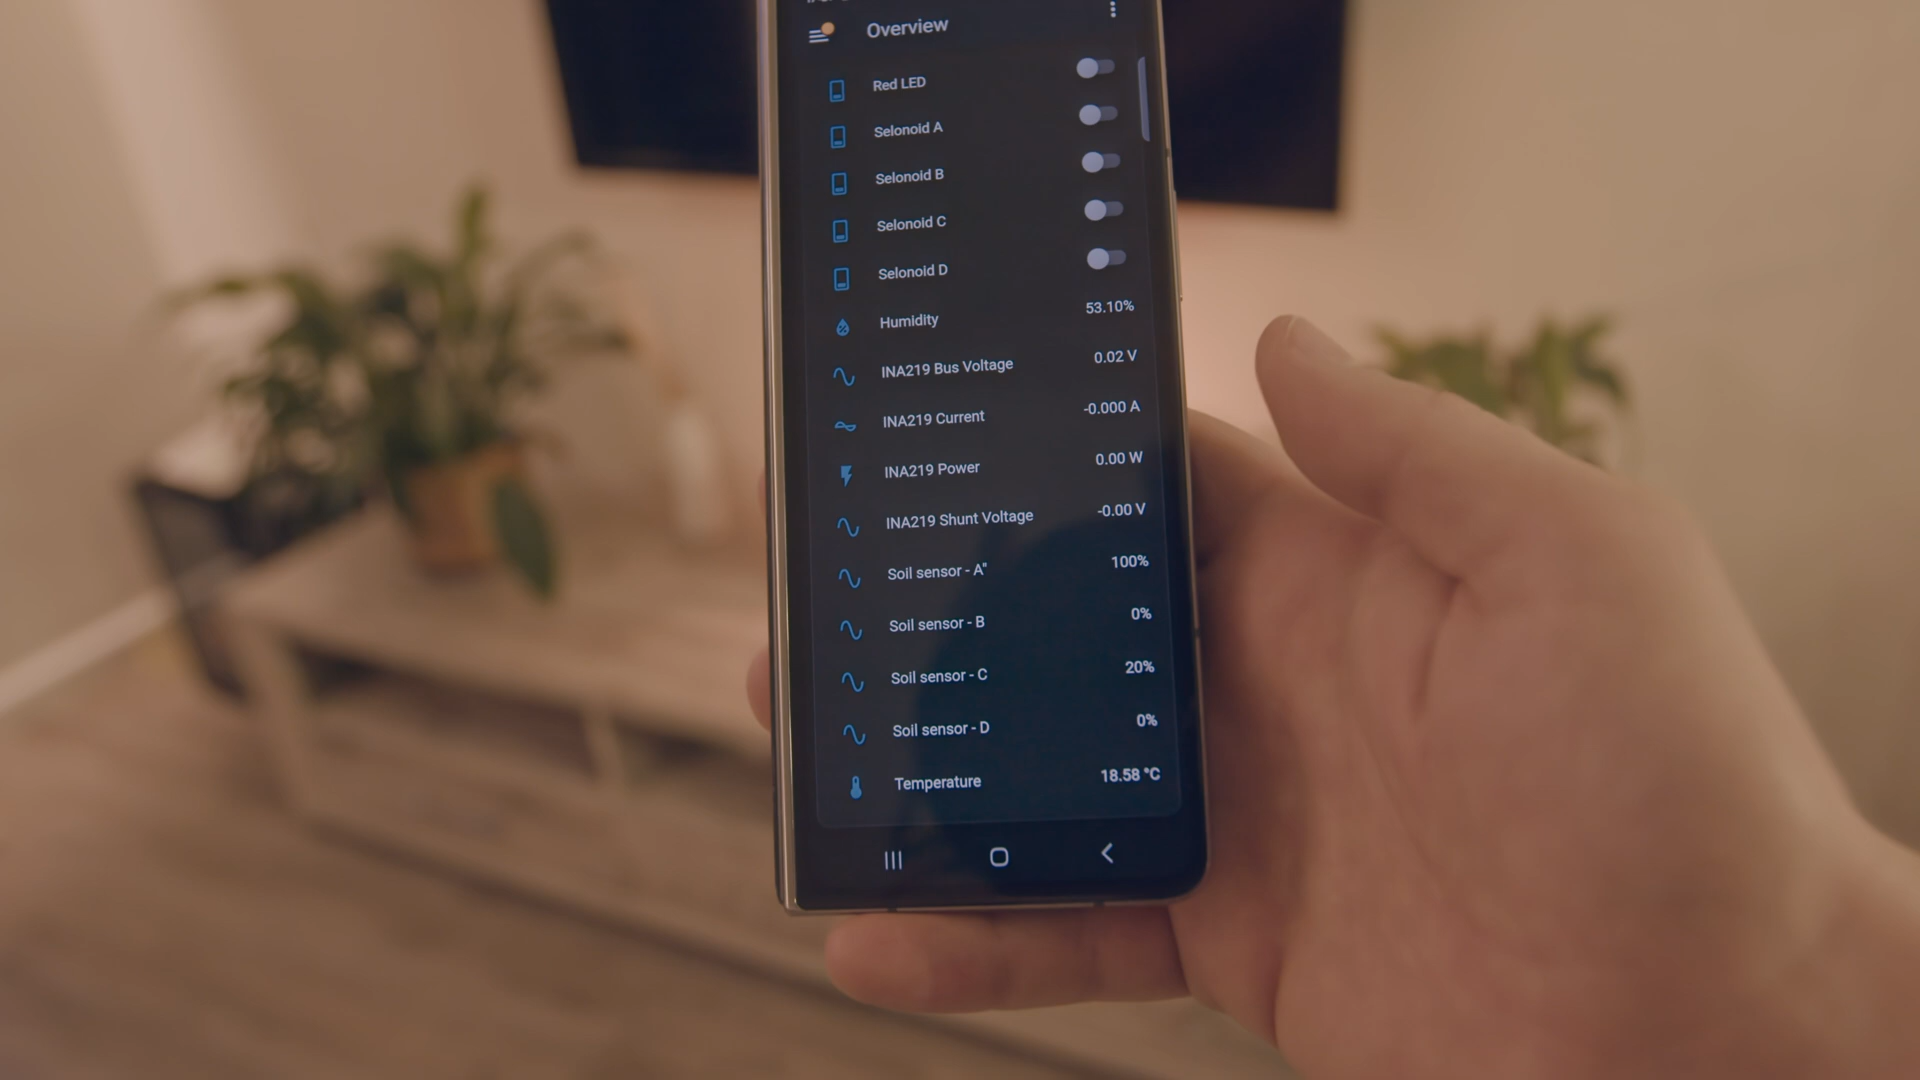 Overview
Red LED
Selonoid A
Selonoid B
Selonoid C
Selonoid D
Humidity 53.10%
INA219 Bus Voltage 0.02 V
INA219 Current -0.000 A
INA219 Power 0.00 W
INA219 Shunt Voltage -0.00 V
Soil sensor - A" 100%
Soil sensor - B 0%
Soil sensor - C 20%
Soil sensor - D 0%
Temperature 18.58 °C